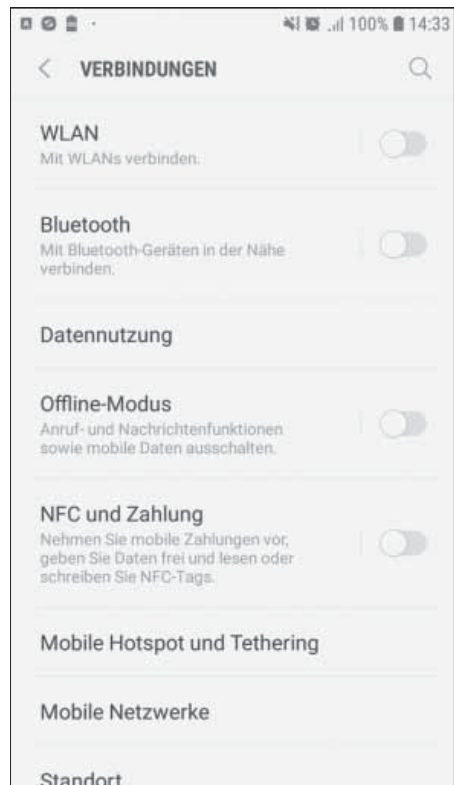 100% 14:33
VERBINDUNGEN
WLAN
Mit WLANs verbinden.
Bluetooth
Mit Bluetooth-Geräten in der Nähe
verbinden.
Datennutzung
Offline-Modus
Anruf- und Nachrichtenfunktionen
sowie mobile Daten ausschalten.
NFC und Zahlung
Nehmen Sie mobile Zahlungen vor,
geben Sie Daten frei und lesen oder
schreiben Sie NFC-Tags.
Mobile Hotspot und Tethering
Mobile Netzwerke
Standort